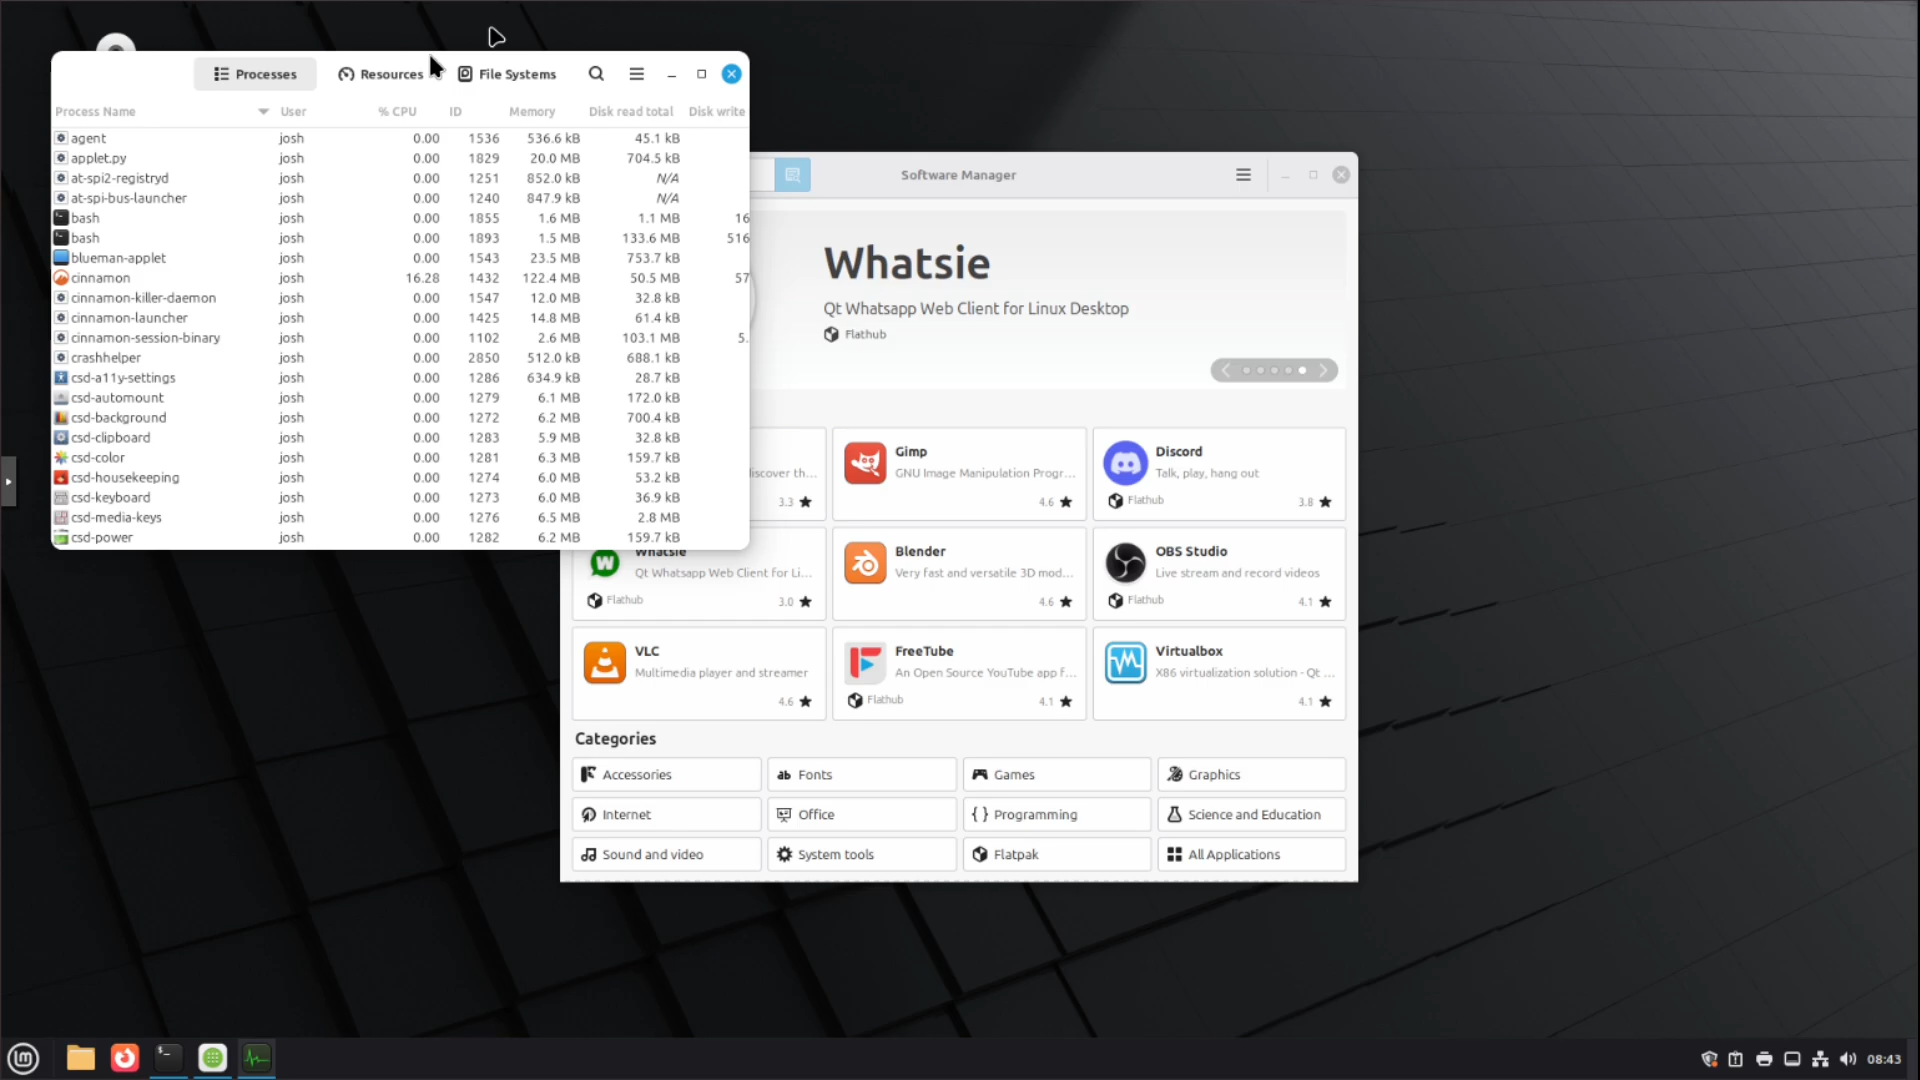 Processes
Resources
File Systems
Process Name User % CPU ID Memory Disk read total Disk write
agent josh 0.00 1536 536.6 kB 45.1 kB
applet.py josh 0.00 1829 20.0 MB 704.5 kB
at-spi2-registryd josh 0.00 1251 852.0 kB N/A
at-spi-bus-launcher josh 0.00 1240 847.9 kB N/A
bash josh 0.00 1855 1.6 MB 1.1 MB 16
bash josh 0.00 1893 1.5 MB 133.6 MB 516
blueman-applet josh 0.00 1543 23.5 MB 753.7 kB
cinnamon josh 16.28 1432 122.4 MB 50.5 MB 57
cinnamon-killer-daemon josh 0.00 1547 12.0 MB 32.8 kB
cinnamon-launcher josh 0.00 1425 14.8 MB 61.4 kB
cinnamon-session-binary josh 0.00 1102 2.6 MB 103.1 MB 5.
crashhelper josh 0.00 2850 512.0 kB 688.1 kB
csd-a11y-settings josh 0.00 1286 634.9 kB 28.7 kB
csd-automount josh 0.00 1279 6.1 MB 172.0 kB
csd-background josh 0.00 1272 6.2 MB 700.4 kB
csd-clipboard josh 0.00 1283 5.9 MB 32.8 kB
csd-color josh 0.00 1281 6.3 MB 159.7 kB
csd-housekeeping josh 0.00 1274 6.0 MB 53.2 kB
csd-keyboard josh 0.00 1273 6.0 MB 36.9 kB
csd-media-keys josh 0.00 1276 6.5 MB 2.8 MB
csd-power josh 0.00 1282 6.2 MB 159.7 kB
Software Manager
Whatsie
Qt Whatsapp Web Client for Linux Desktop
Flathub
discover th...
3.3
Gimp
GNU Image Manipulation Progr...
4.6
Discord
Talk, play, hang out
Flathub
3.8
Whatsie
Qt Whatsapp Web Client for Li...
Flathub
3.0
Blender
Very fast and versatile 3D mod...
4.6
OBS Studio
Live stream and record videos
Flathub
4.1
VLC
Multimedia player and streamer
4.6
FreeTube
An Open Source YouTube app f...
Flathub
4.1
Virtualbox
X86 virtualization solution - Qt ...
4.1
Categories
Accessories
ab Fonts
Games
Graphics
Internet
Office
{ } Programming
Science and Education
Sound and video
System tools
Flatpak
All Applications
08:43